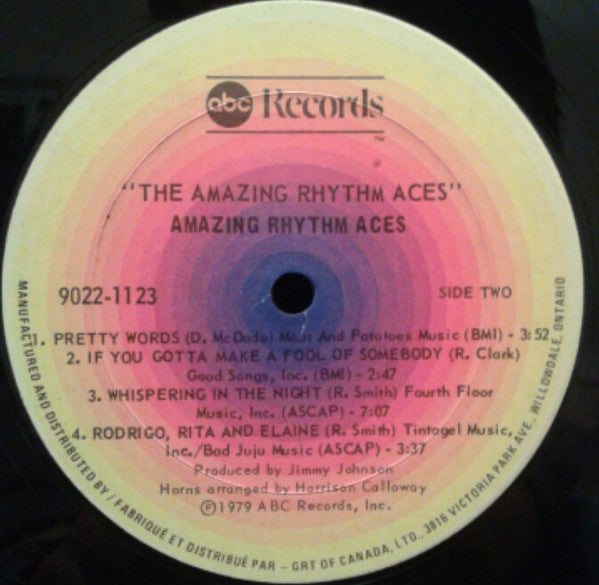 abc Records
™
"THE AMAZING RHYTHM ACES"
AMAZING RHYTHM ACES
9022-1123
SIDE TWO
1. PRETTY WORDS (D. McDade) Meat And Potatoes Music (BMI) - 3:52
2. IF YOU GOTTA MAKE A FOOL OF SOMEBODY (R. Clark)
Good Songs, Inc. (BMI) - 2:47
3. WHISPERING IN THE NIGHT (R. Smith) Fourth Floor
Music, Inc. (ASCAP) - 7:07
4. RODRIGO, RITA AND ELAINE (R. Smith) Tintagel Music,
Inc./Bad Juju Music (ASCAP) - 3:37
Produced by Jimmy Johnson
Horns arranged by Harrison Calloway
Ⓟ1979 ABC Records, Inc.
MANUFACTURED AND DISTRIBUTED BY / FABRIQUÉ ET DISTRIBUÉ PAR - GRT OF CANADA, LTD., 3816 VICTORIA PARK AVE., WILLOWDALE, ONTARIO